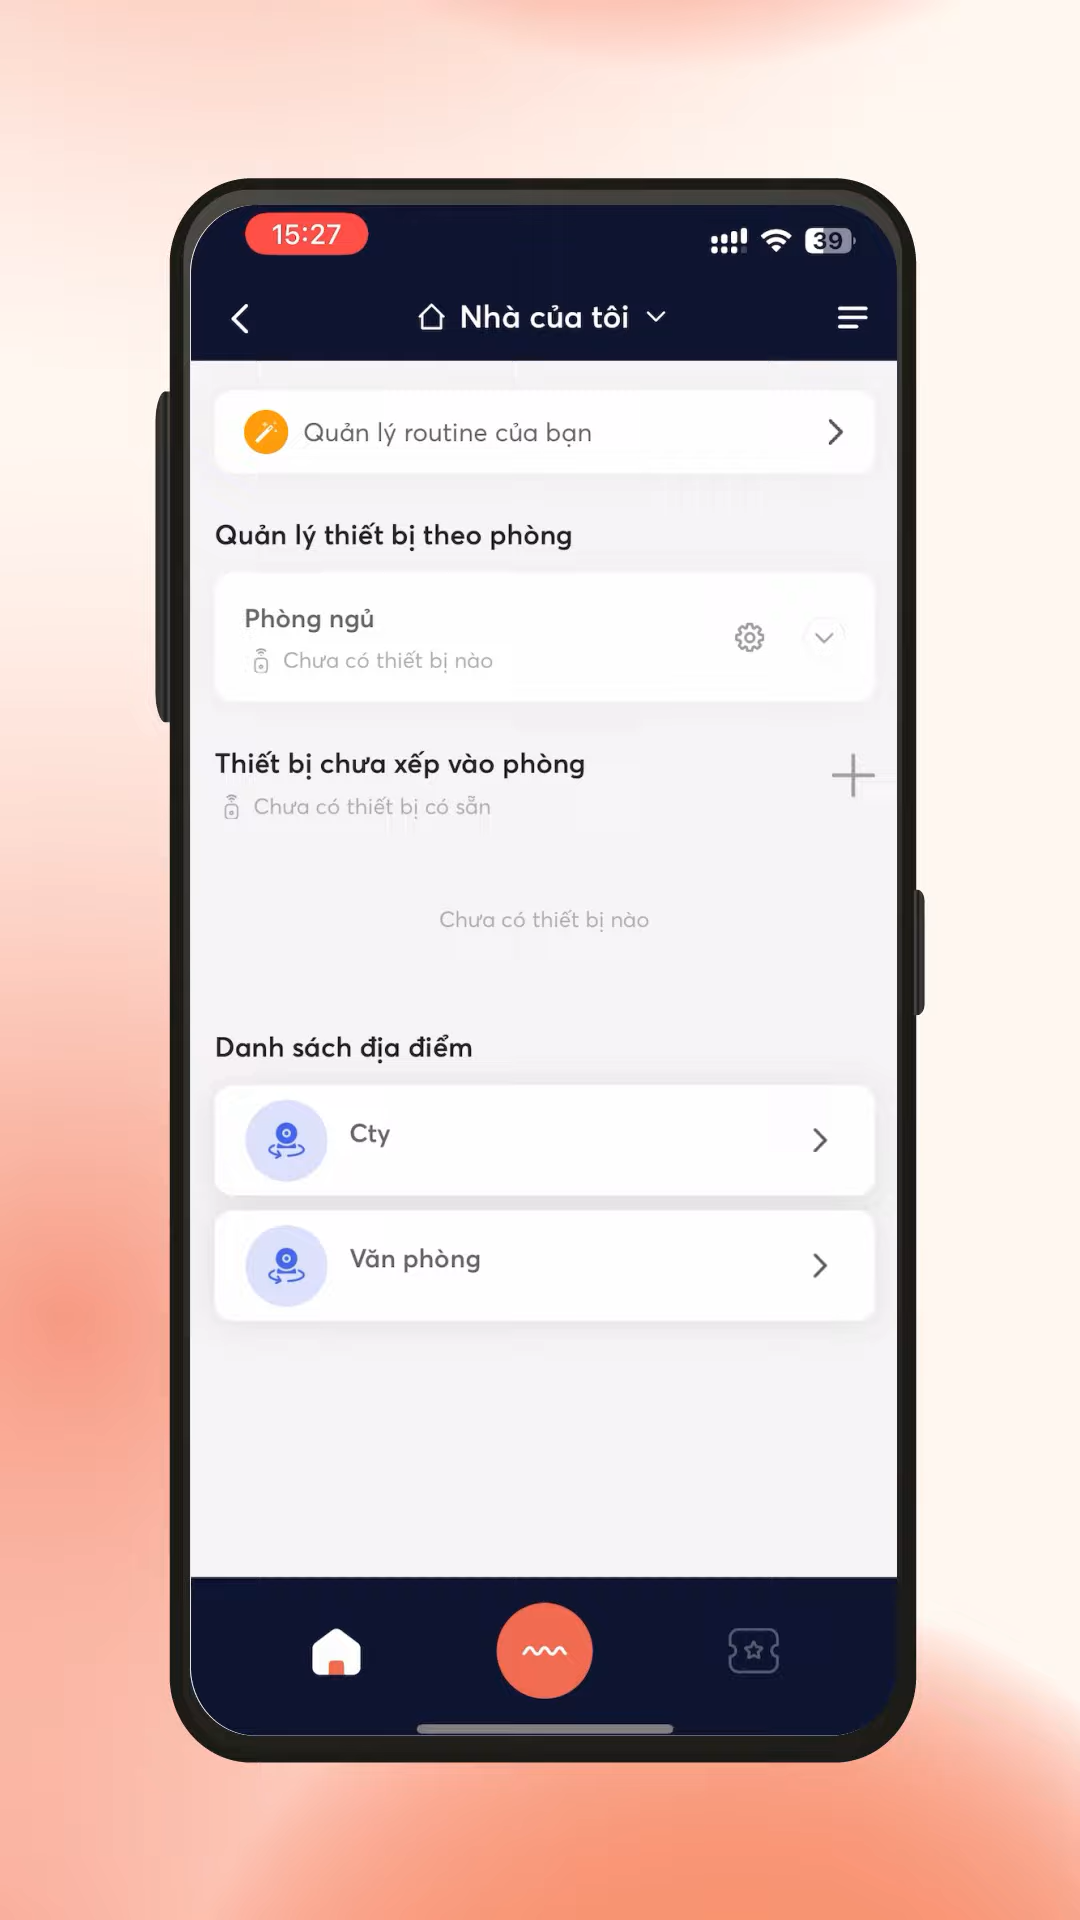 15:27
39
Nhà của tôi
Quản lý routine của bạn
Quản lý thiết bị theo phòng
Phòng ngủ
Chưa có thiết bị nào
Thiết bị chưa xếp vào phòng
Chưa có thiết bị có sẵn
Chưa có thiết bị nào
Danh sách địa điểm
Cty
Văn phòng